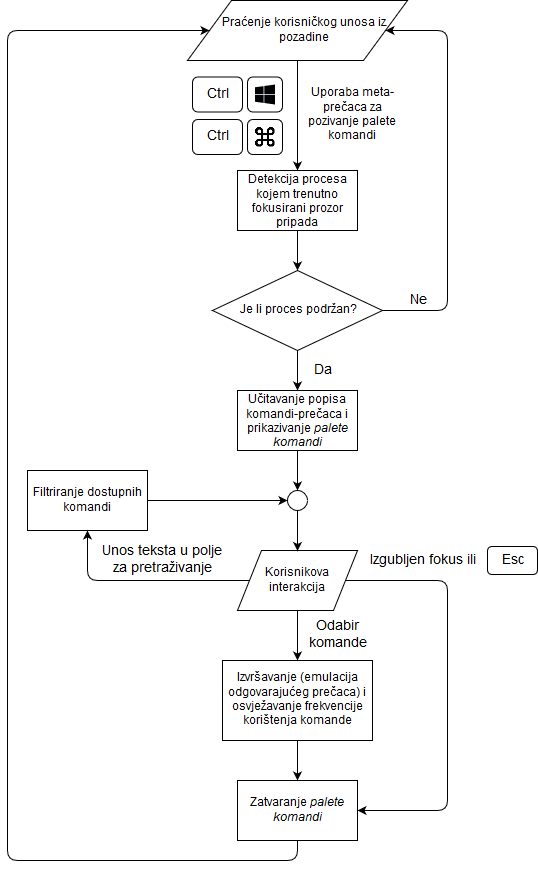 Praćenje korisničkog unosa iz
pozadine
Ctrl
Ctrl
⌘
Uporaba meta-
prečaca za
pozivanje palete
komandi
Detekcija procesa
kojem trenutno
fokusirani prozor
pripada
Je li proces podržan?
Ne
Da
Učitavanje popisa
komandi-prečaca i
prikazivanje palete
komandi
Filtriranje dostupnih
komandi
Unos teksta u polje
za pretraživanje
Korisnikova
interakcija
Izgubljen fokus ili
Esc
Odabir
komande
Izvršavanje (emulacija
odgovarajućeg prečaca) i
osvježavanje frekvencije
korištenja komande
Zatvaranje palete
komandi